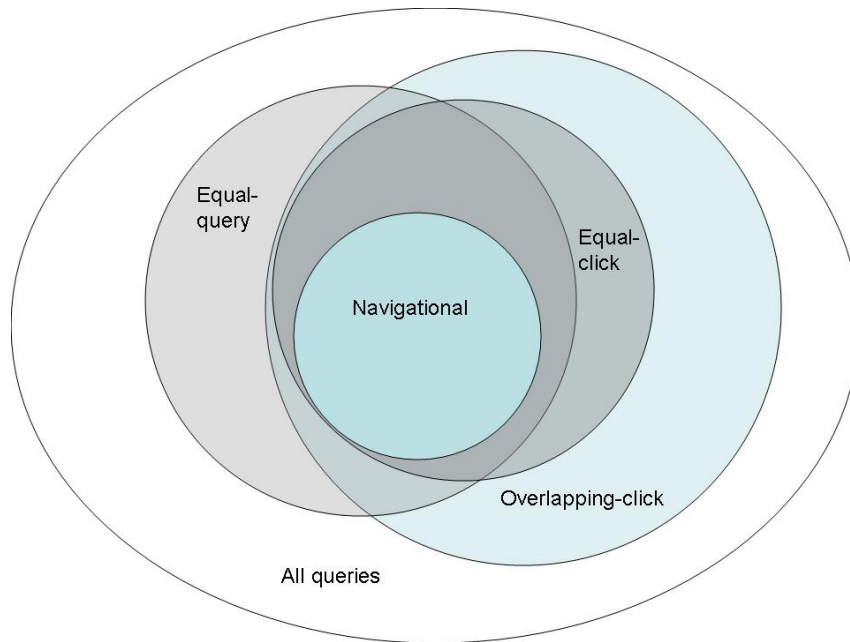 Equal-
query
Equal-
click
Navigational
Overlapping-click
All queries